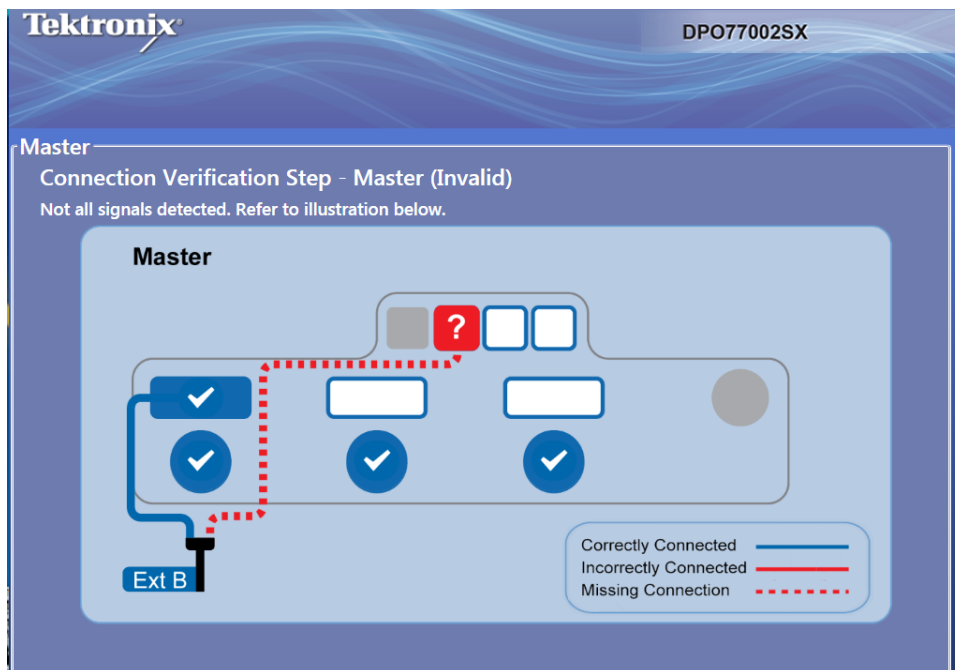 Tektronix®
DPO77002SX
Master
Connection Verification Step - Master (Invalid)
Not all signals detected. Refer to illustration below.
Master
?
Ext B
Correctly Connected
Incorrectly Connected
Missing Connection